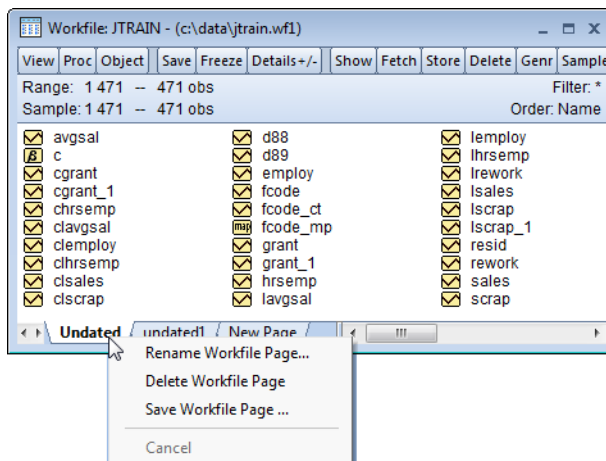 Workfile: JTRAIN - (c:\data\jtrain.wf1)
View Proc Object Save Freeze Details+/- Show Fetch Store Delete Genr Sample
Range: 1 471 -- 471 obs Filter: *
Sample: 1 471 -- 471 obs Order: Name
avgsal d88 lemploy
β c d89 lhrsemp
cgrant employ lrework
cgrant_1 fcode lsales
chrsemp fcode_ct lscrap
clavgsal map fcode_mp lscrap_1
clemploy grant resid
clhrsemp grant_1 rework
clsales hrsemp sales
clscrap lavgsal scrap
Undated undated1 New Page
Rename Workfile Page...
Delete Workfile Page
Save Workfile Page ...
Cancel